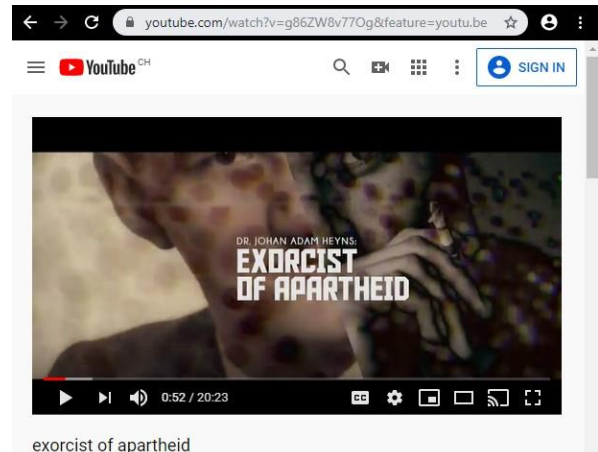 youtube.com/watch?v=g86ZW8v77Og&feature=youtu.be
YouTube CH
SIGN IN
DR. JOHAN ADAM HEYNS:
EXORCIST
OF APARTHEID
0:52 / 20:23
CC
exorcist of apartheid